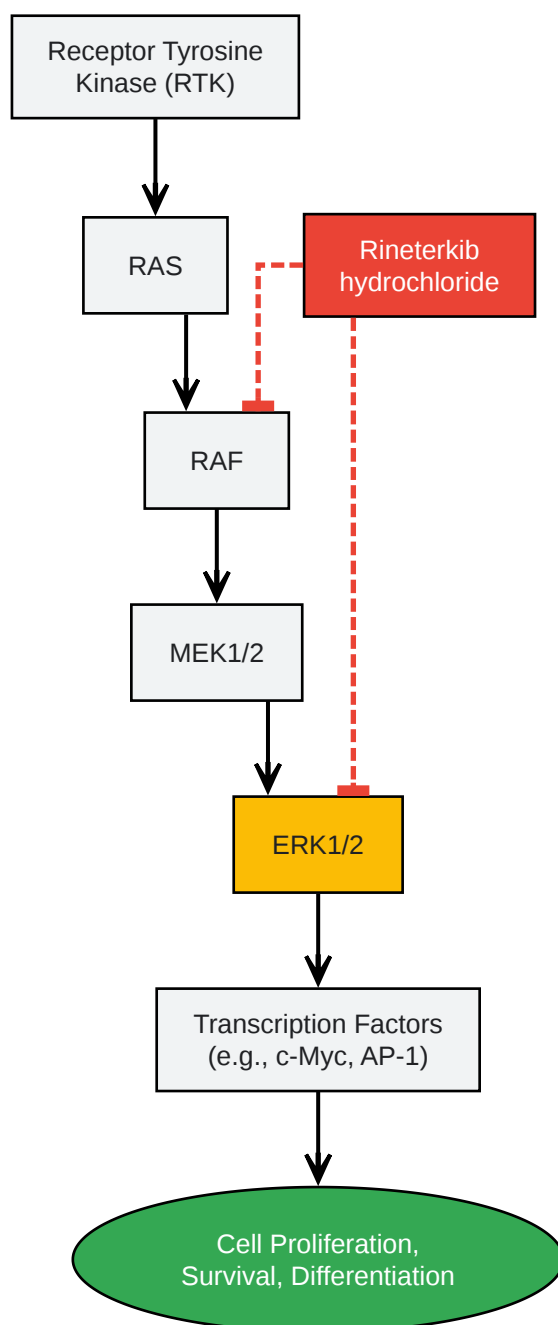 Receptor Tyrosine
Kinase (RTK)
RAS
Rineterkib
hydrochloride
RAF
MEK1/2
ERK1/2
Transcription Factors
(e.g., c-Myc, AP-1)
Cell Proliferation,
Survival, Differentiation